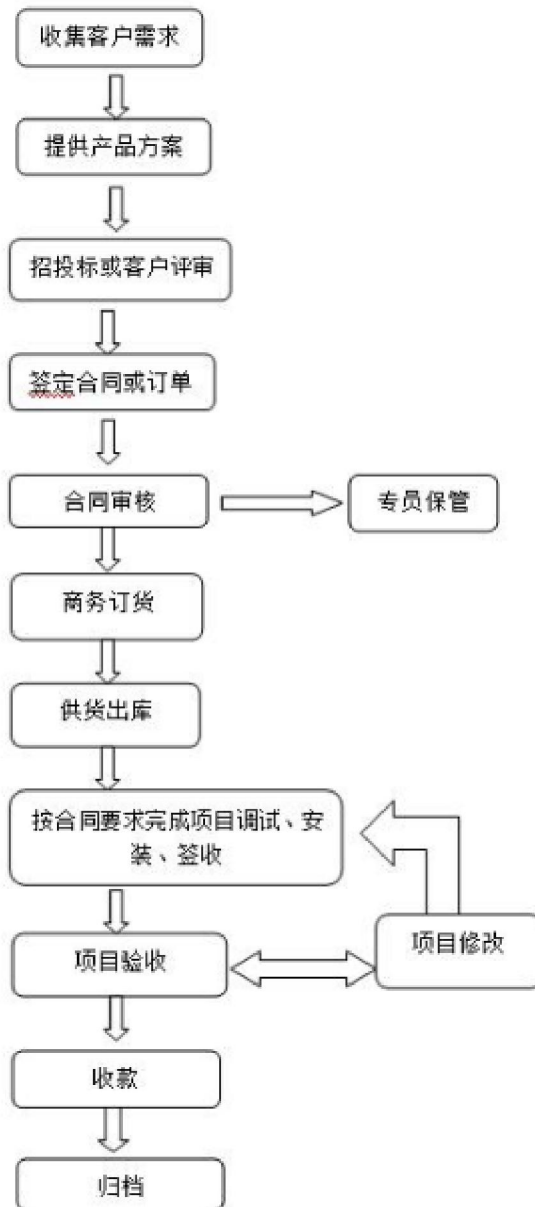 收集客户需求
提供产品方案
招投标或客户评审
签定合同或订单
合同审核
专员保管
商务订货
供货出库
按合同要求完成项目调试、安
装、签收
项目修改
项目验收
收款
归档